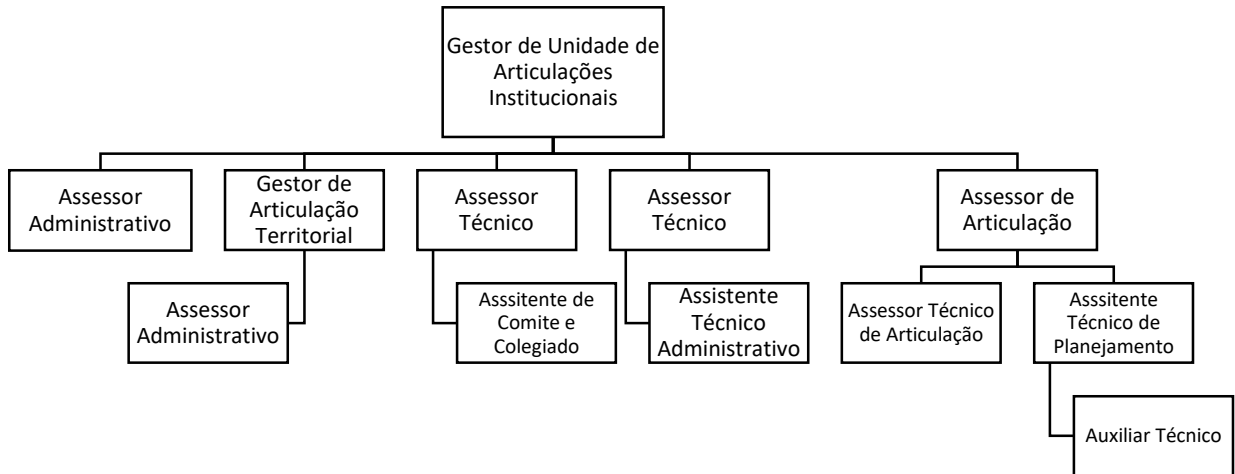 Gestor de Unidade de
Articulações
Institucionais
Assessor
Administrativo
Gestor de
Articulação
Territorial
Assessor
Técnico
Assessor
Técnico
Assessor de
Articulação
Assessor
Administrativo
Asssitente de
Comite e
Colegiado
Assistente
Técnico
Administrativo
Assessor Técnico
de Articulação
Asssitente
Técnico de
Planejamento
Auxiliar Técnico